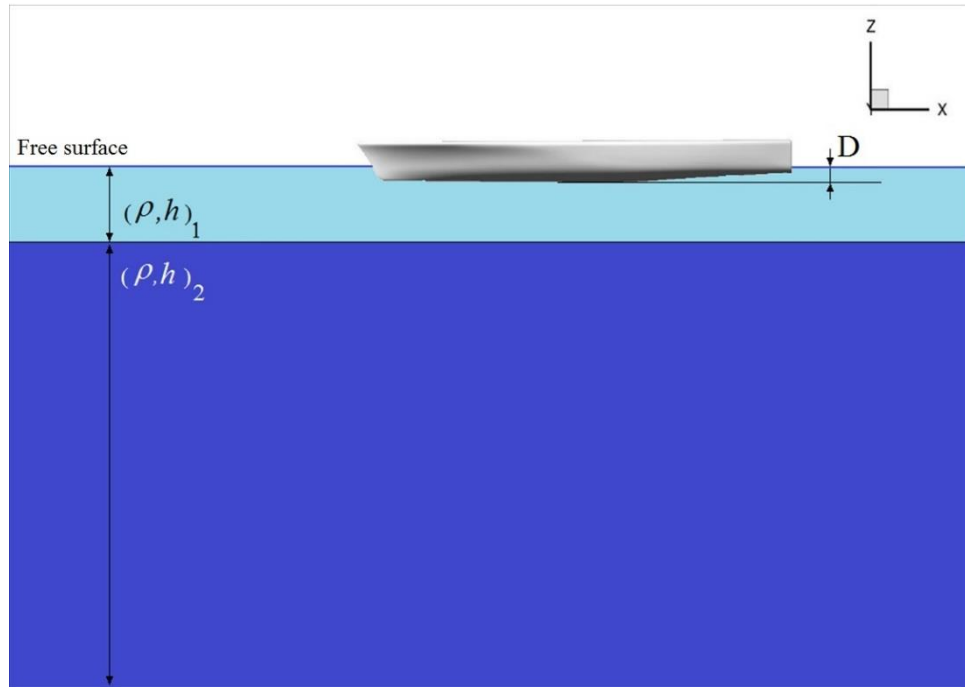 Z
X
Free surface
D
(ρ,h)1
(ρ,h)2